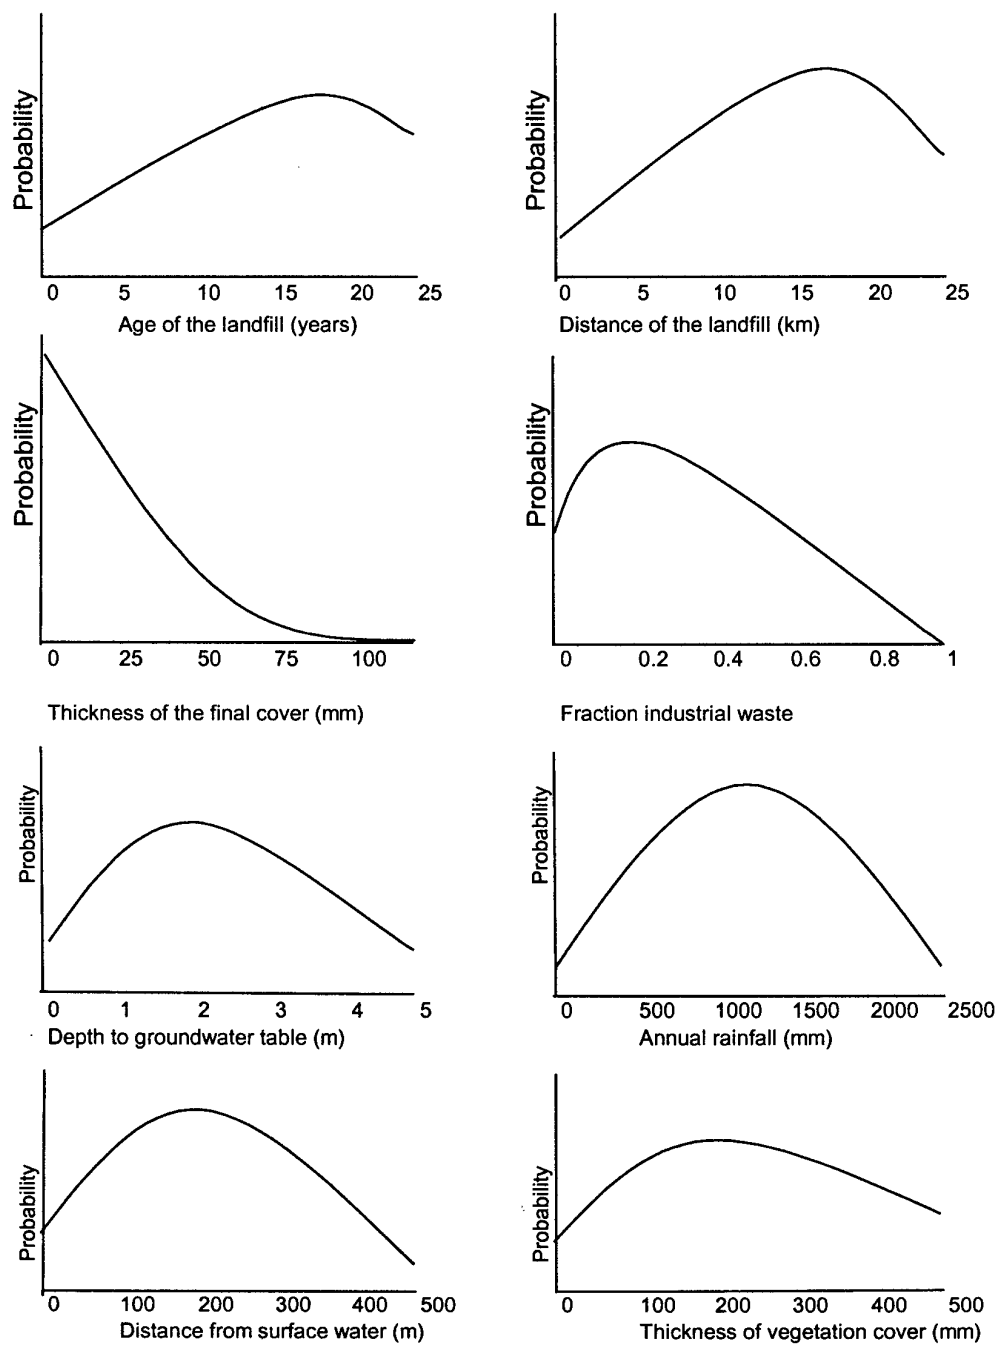 Probability
0 5 10 15 20 25
Age of the landfill (years)
Probability
0 5 10 15 20 25
Distance of the landfill (km)
Probability
0 25 50 75 100
Thickness of the final cover (mm)
Probability
0 0.2 0.4 0.6 0.8 1
Fraction industrial waste
Probability
0 1 2 3 4 5
Depth to groundwater table (m)
Probability
0 500 1000 1500 2000 2500
Annual rainfall (mm)
Probability
0 100 200 300 400 500
Distance from surface water (m)
Probability
0 100 200 300 400 500
Thickness of vegetation cover (mm)